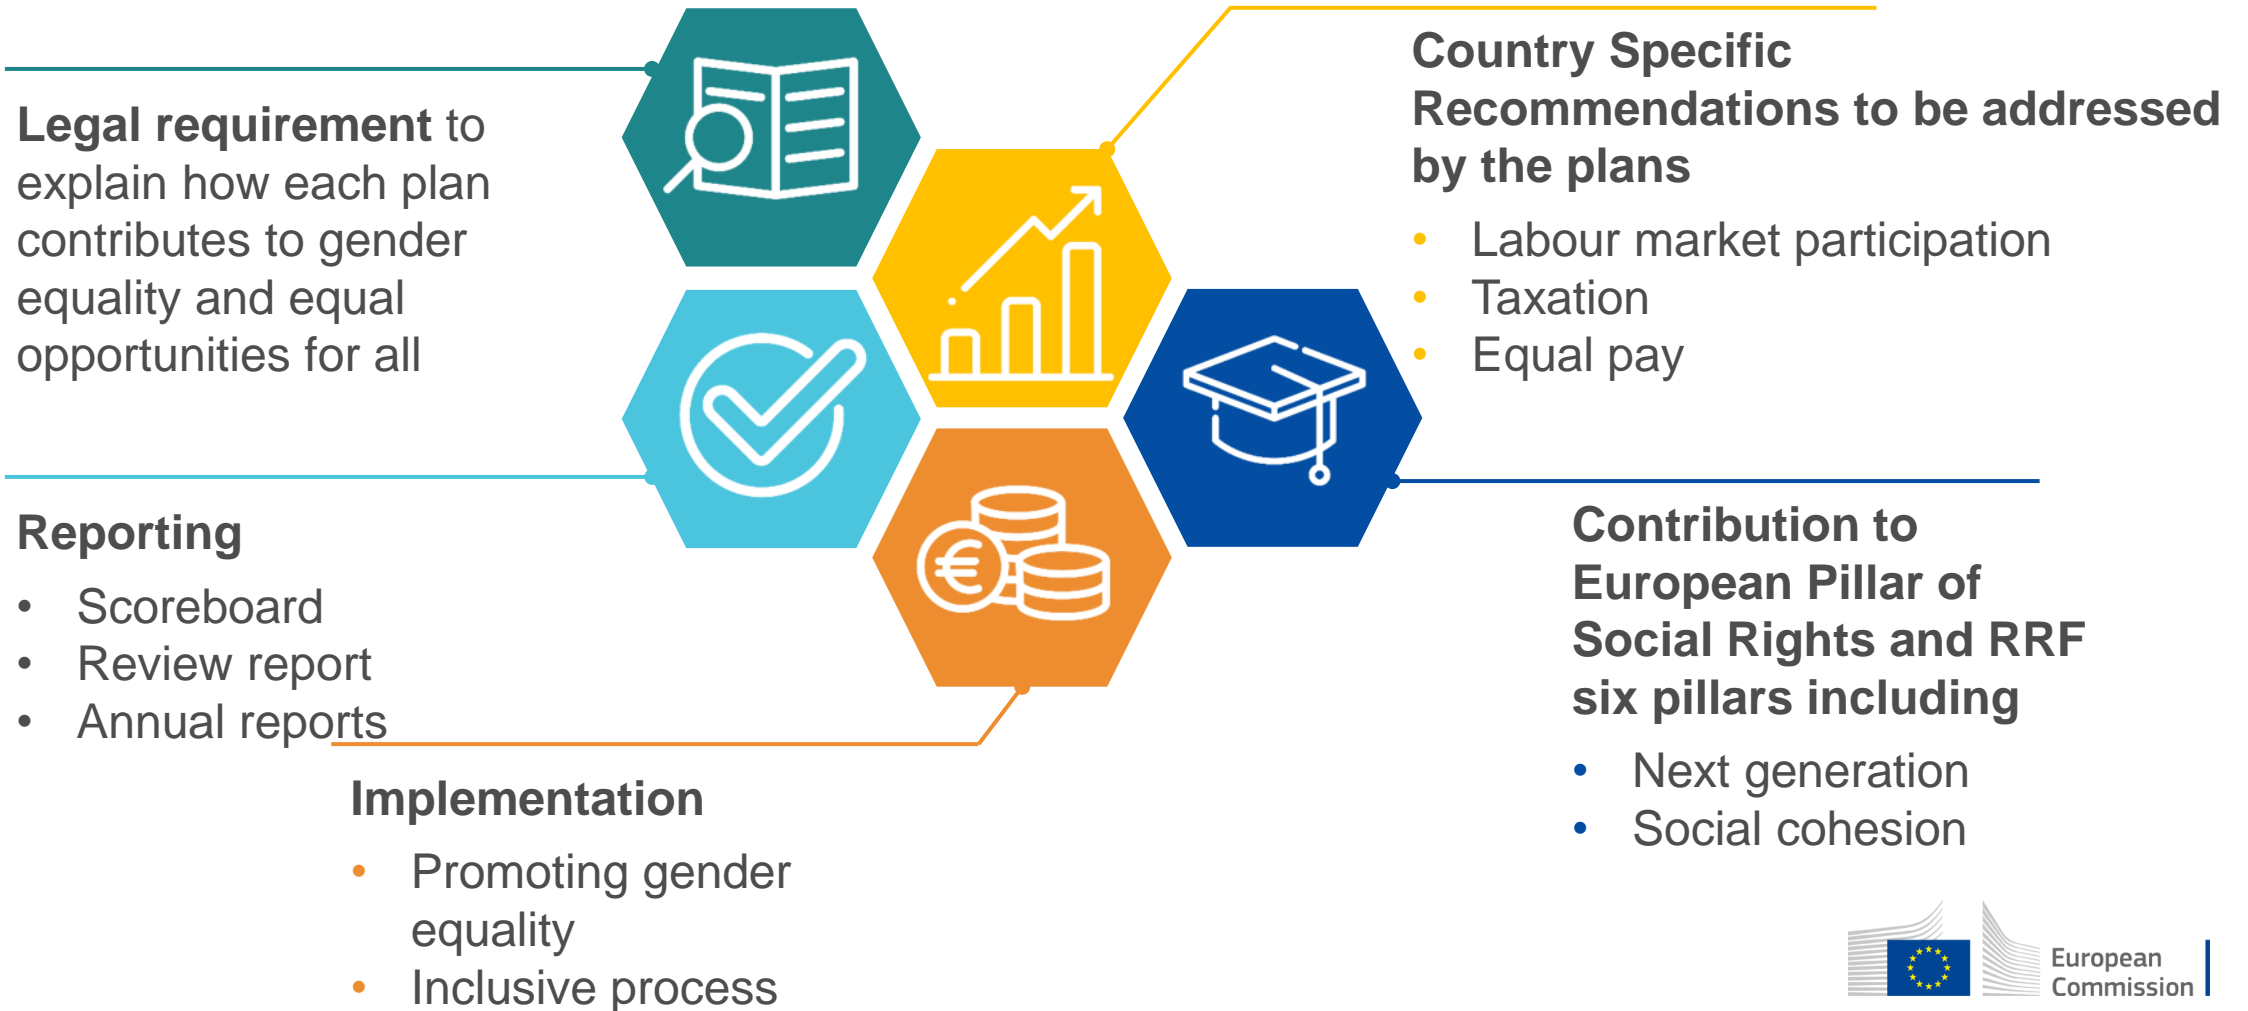 Legal requirement to
explain how each plan
contributes to gender
equality and equal
opportunities for all
Country Specific
Recommendations to be addressed
by the plans
• Labour market participation
• Taxation
• Equal pay
Reporting
• Scoreboard
• Review report
• Annual reports
€
Contribution to
European Pillar of
Social Rights and RRF
six pillars including
• Next generation
• Social cohesion
Implementation
• Promoting gender
equality
• Inclusive process
European
Commission